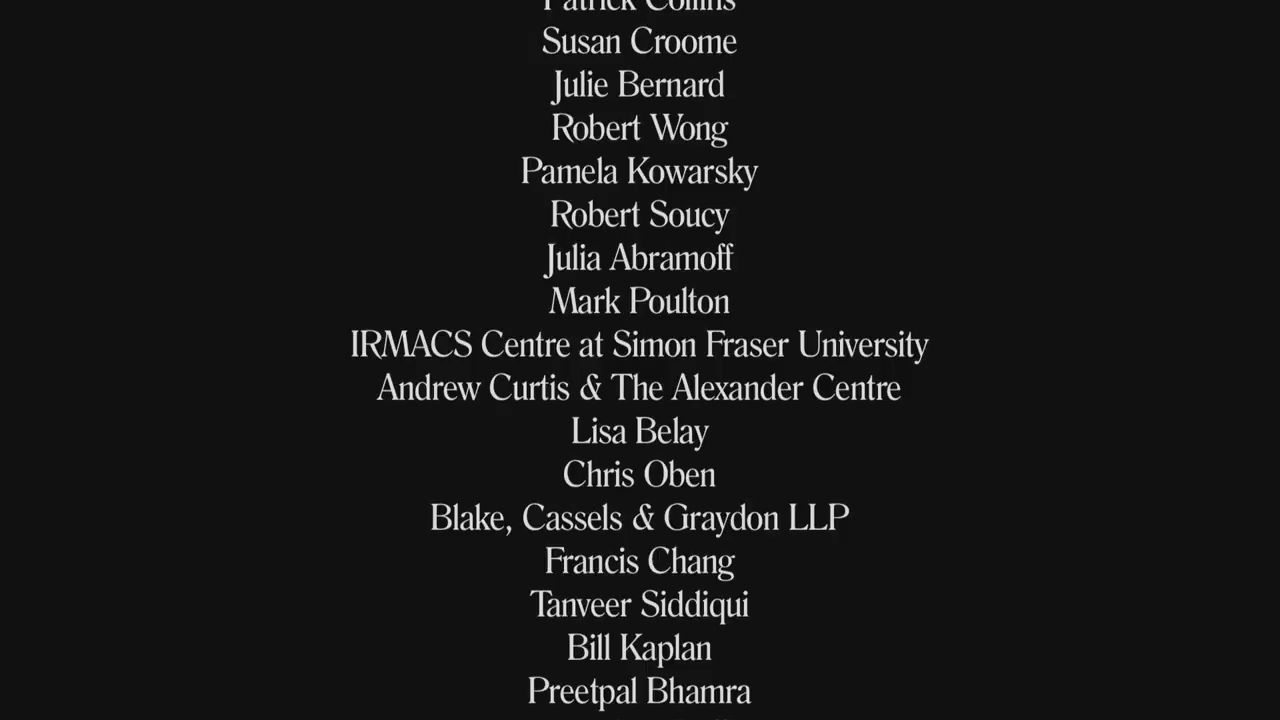 Patrick Collins
Susan Croome
Julie Bernard
Robert Wong
Pamela Kowarsky
Robert Soucy
Julia Abramoff
Mark Poulton
IRMACS Centre at Simon Fraser University
Andrew Curtis & The Alexander Centre
Lisa Belay
Chris Oben
Blake, Cassels & Graydon LLP
Francis Chang
Tanveer Siddiqui
Bill Kaplan
Preetpal Bhamra